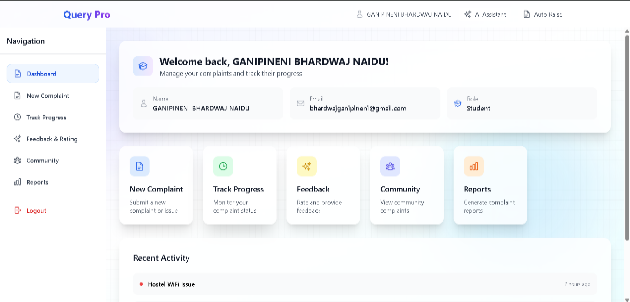 Query Pro
GANIPINENI BHARDWAJ NAIDU
AI Assistant
Auto Raise
Navigation
Dashboard
New Complaint
Track Progress
Feedback & Rating
Community
Reports
Logout
Welcome back, GANIPINENI BHARDWAJ NAIDU!
Manage your complaints and track their progress
Name
GANIPINENI BHARDWAJ NAIDU
Email
bhardwajganipineni@gmail.com
Role
Student
New Complaint
Submit a new
complaint or issue
Track Progress
Monitor your
complaint status
Feedback
Rate and provide
feedback
Community
View community
complaints
Reports
Generate complaint
reports
Recent Activity
Hostel WiFi Issue
ago